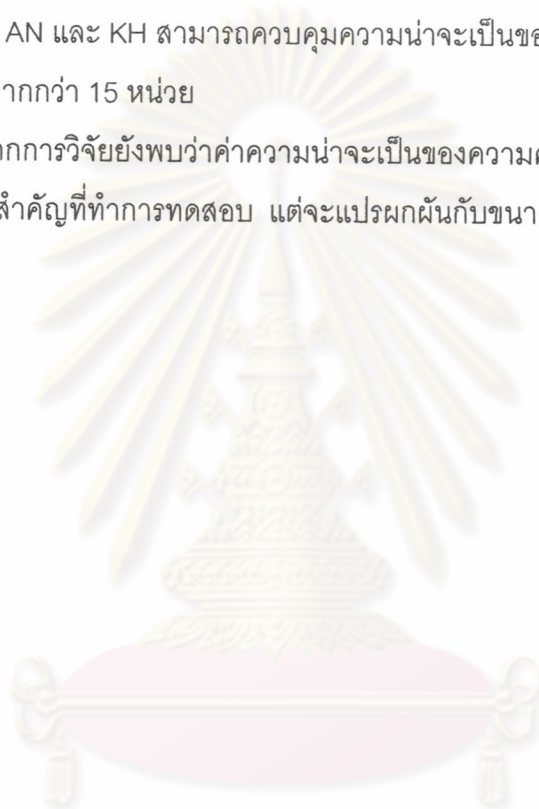 AN และ KH สามารถควบคุมความน่าจะเป็นขอ
ากกว่า 15 หน่วย
ากการวิจัยยังพบว่าค่าความน่าจะเป็นของความ
สำคัญที่ทำการทดสอบ แต่จะแปรผกผันกับขนา